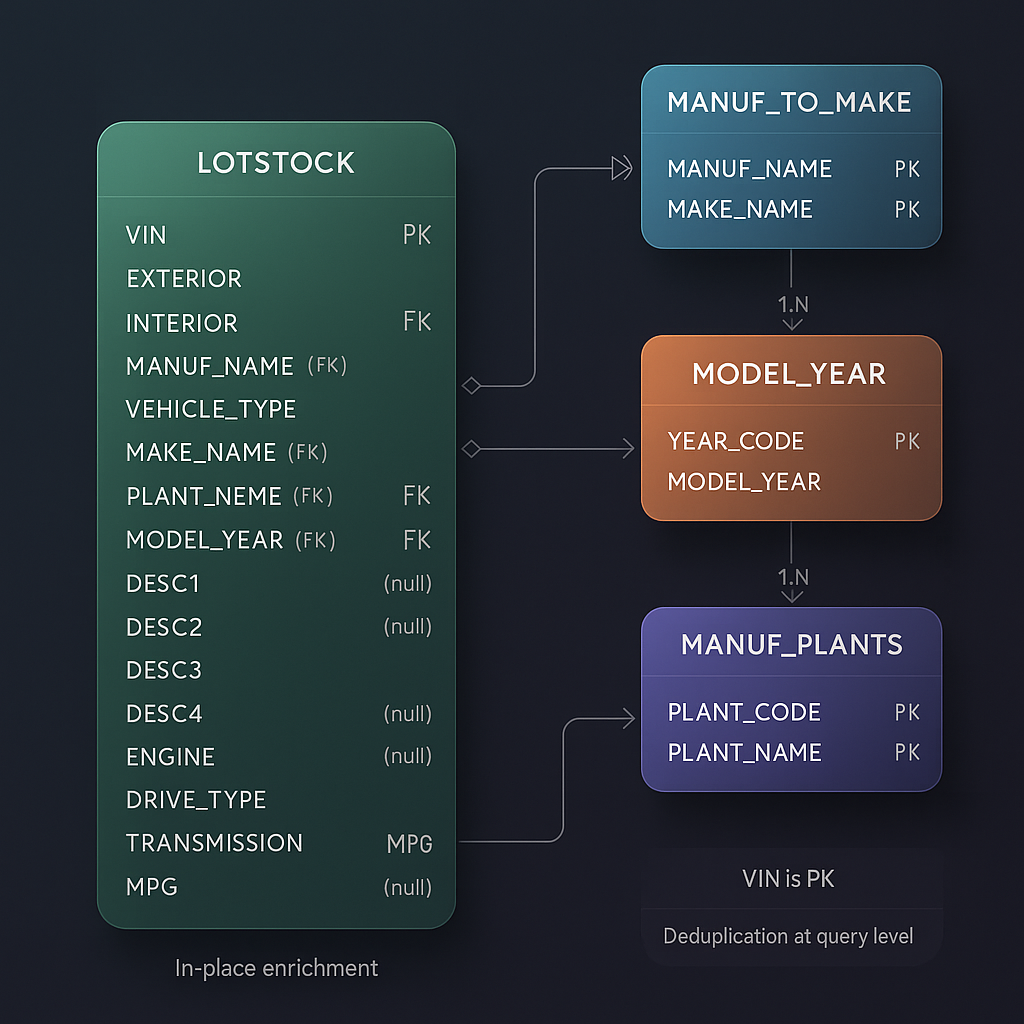 LOTSTOCK
VIN PK
EXTERIOR
INTERIOR FK
MANUF_NAME (FK)
VEHICLE_TYPE
MAKE_NAME (FK)
PLANT_NEME (FK) FK
MODEL_YEAR (FK) FK
DESC1 (null)
DESC2 (null)
DESC3
DESC4 (null)
ENGINE (null)
DRIVE_TYPE
TRANSMISSION MPG
MPG (null)
In-place enrichment
MANUF_TO_MAKE
MANUF_NAME PK
MAKE_NAME PK
1.N
MODEL_YEAR
YEAR_CODE PK
MODEL_YEAR
1.N
MANUF_PLANTS
PLANT_CODE PK
PLANT_NAME PK
VIN is PK
Deduplication at query level